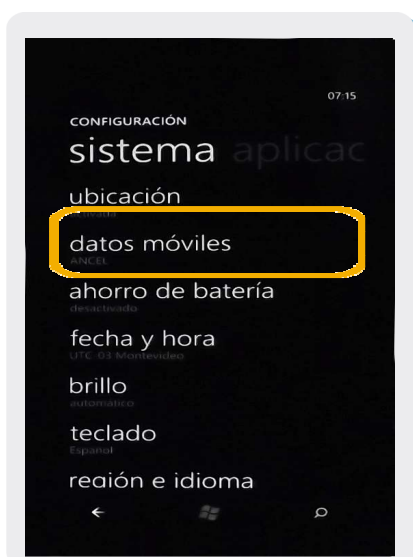 07:15
CONFIGURACIÓN
sistema aplicac
ubicación
Activada
datos móviles
ANCEL
ahorro de batería
desactivado
fecha y hora
UTC-03 Montevideo
brillo
automático
teclado
Español
región e idioma